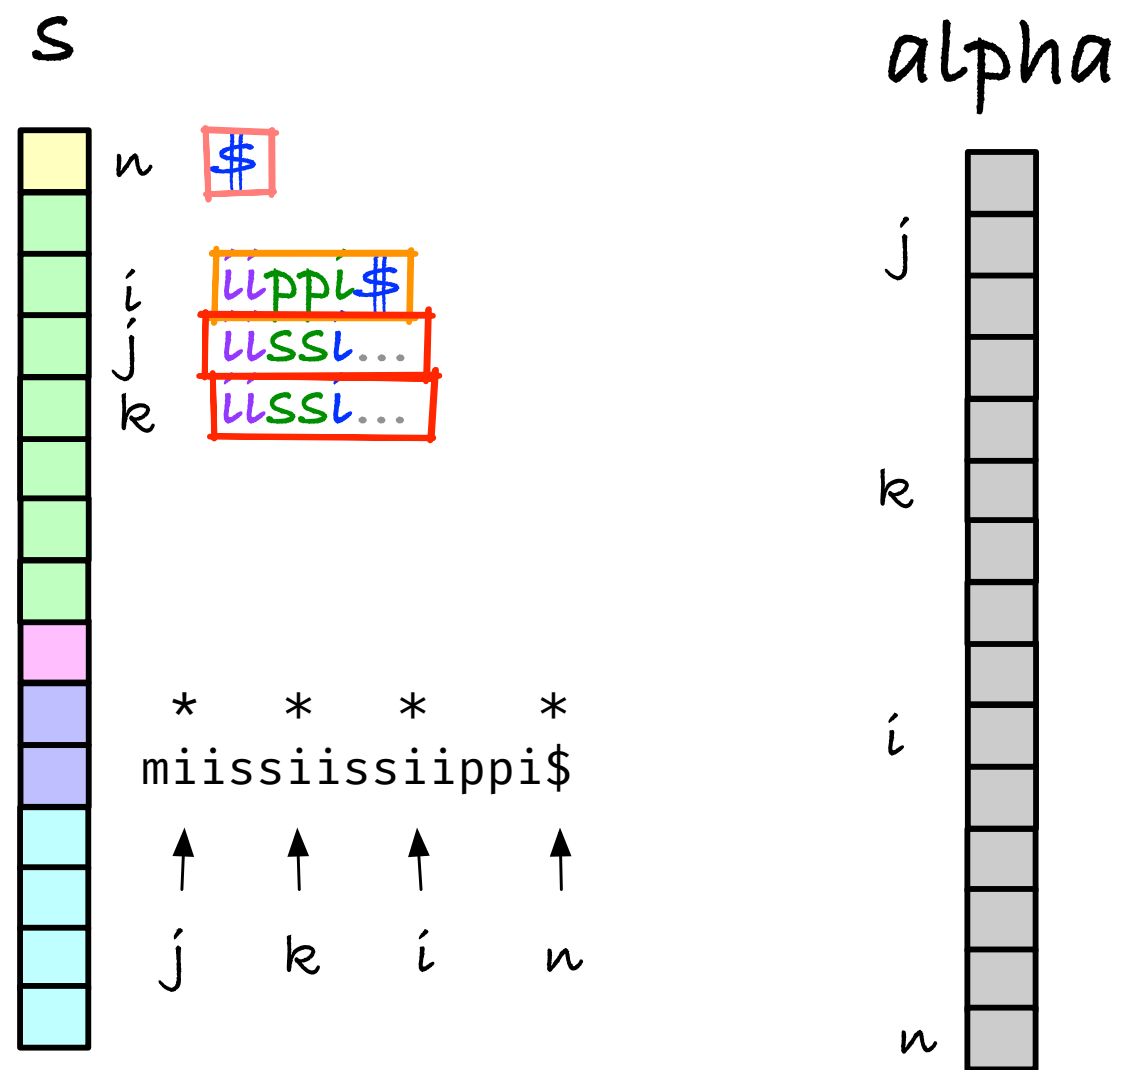 s
alpha
n $
j
i iippi$
j iissi...
k iissi...
k
* * * *
i
miissiissiippi$
j k i n
n